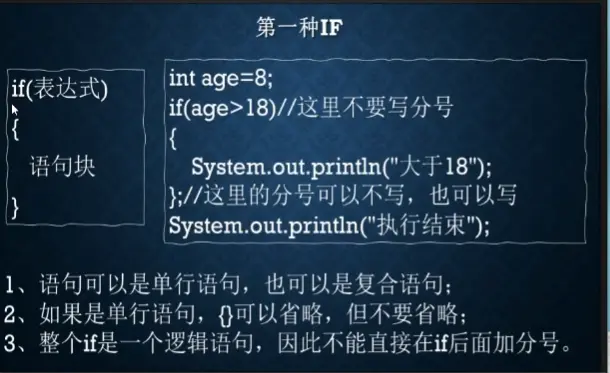 第一种IF
if(表达式)
{
语句块
}
int age=8;
if(age>18)//这里不要写分号
{
System.out.println("大于18");
};//这里的分号可以不写，也可以写
System.out.println("执行结束");
1、语句可以是单行语句，也可以是复合语句；
2、如果是单行语句，{}可以省略，但不要省略；
3、整个if是一个逻辑语句，因此不能直接在if后面加分号。